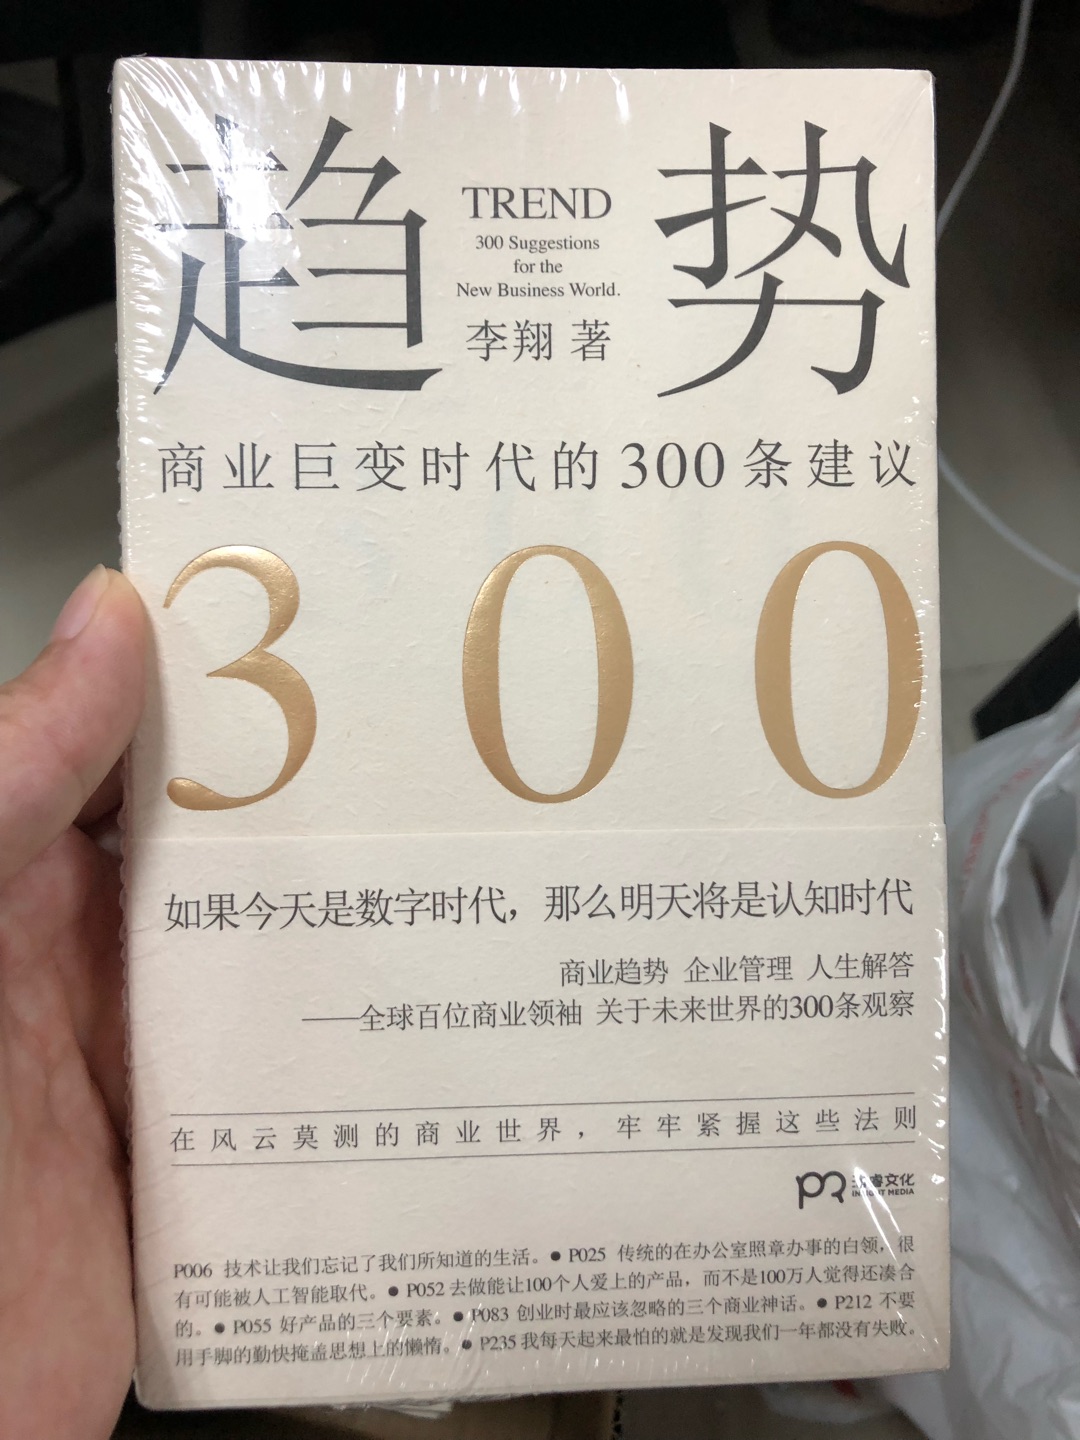 趋势
TREND
300 Suggestions
for the
New Business World.
李翔 著
商业巨变时代的300条建议
300
如果今天是数字时代，那么明天将是认知时代
商业趋势 企业管理 人生解答
——全球百位商业领袖 关于未来世界的300条观察
在风云莫测的商业世界，牢牢紧握这些法则
睿文化
INSIGHT MEDIA
P006 技术让我们忘记了我们所知道的生活。● P025 传统的在办公室照章办事的白领，很
有可能被人工智能取代。● P052 去做能让100个人爱上的产品，而不是100万人觉得还凑合
的。● P055 好产品的三个要素。● P083 创业时最应该忽略的三个商业神话。● P212 不要
用手脚的勤快掩盖思想上的懒惰。● P235 我每天起来最怕的就是发现我们一年都没有失败。